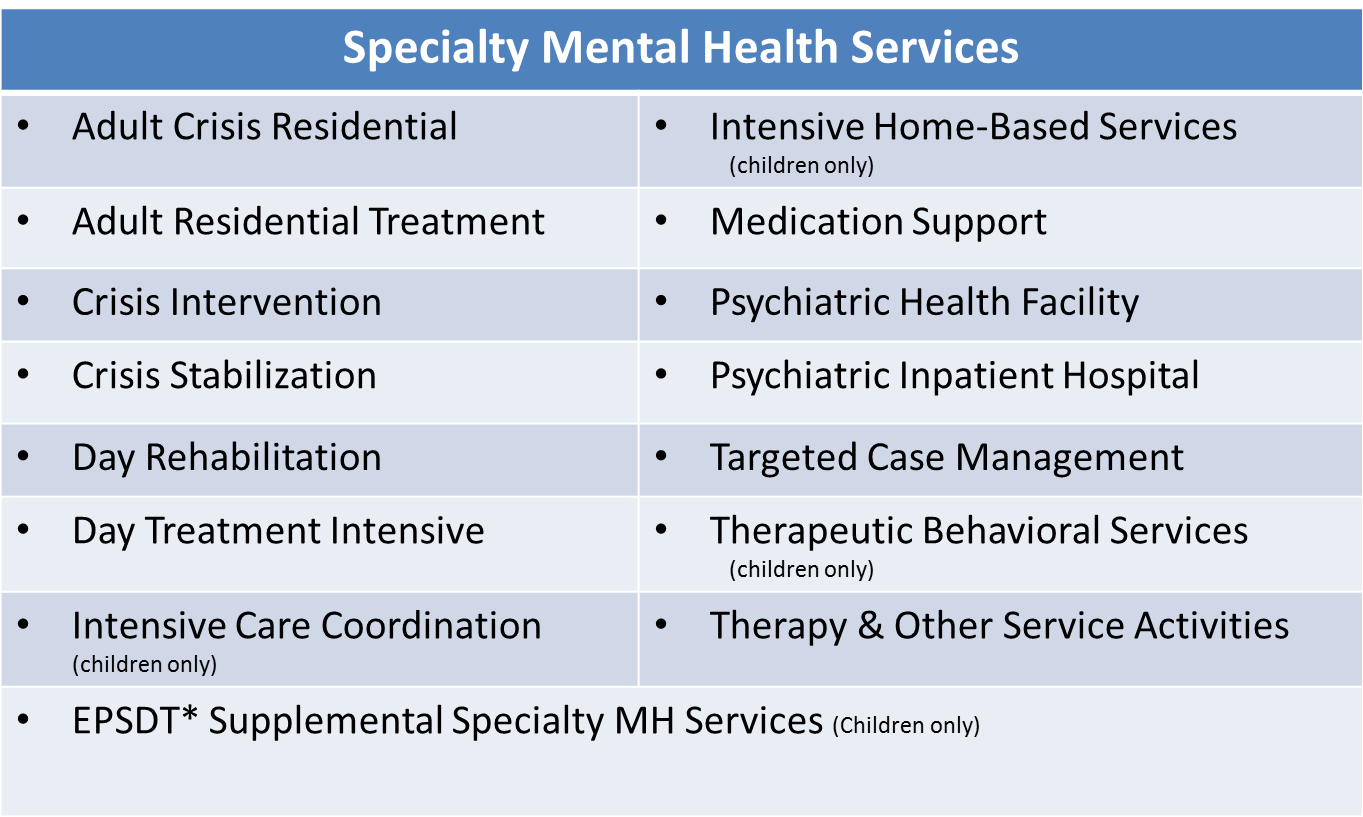 Specialty Mental Health Services
• Adult Crisis Residential
• Intensive Home-Based Services
(children only)
• Adult Residential Treatment
• Medication Support
• Crisis Intervention
• Psychiatric Health Facility
• Crisis Stabilization
• Psychiatric Inpatient Hospital
• Day Rehabilitation
• Targeted Case Management
• Day Treatment Intensive
• Therapeutic Behavioral Services
(children only)
• Intensive Care Coordination
(children only)
• Therapy & Other Service Activities
• EPSDT* Supplemental Specialty MH Services (Children only)